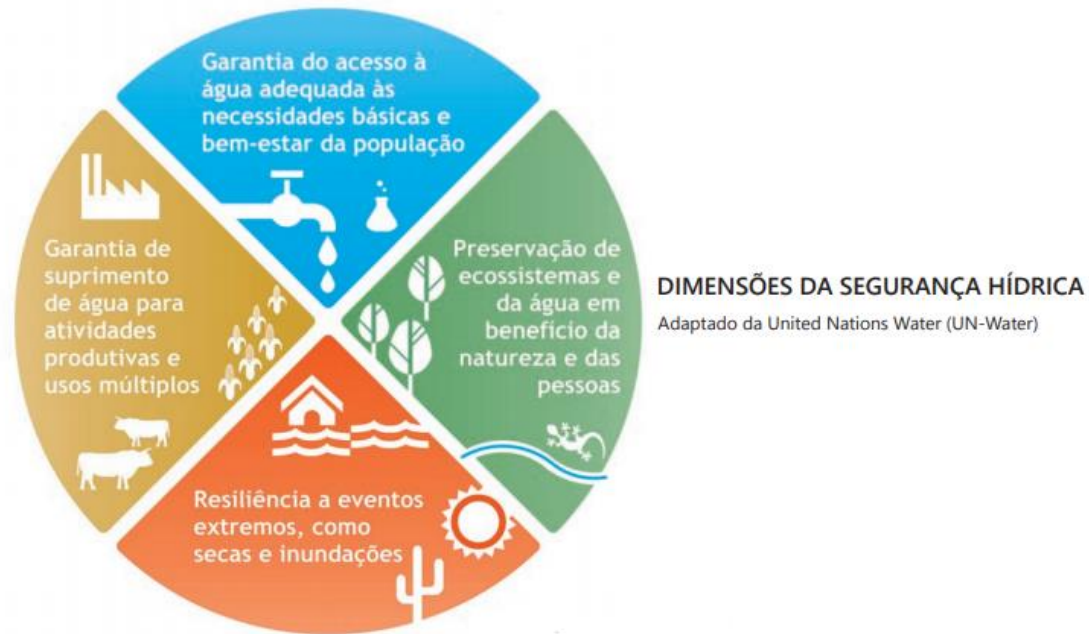 Garantia do acesso à
água adequada às
necessidades básicas e
bem-estar da população
Garantia de
suprimento
de água para
atividades
produtivas e
usos múltiplos
Preservação de
ecossistemas e
da água em
benefício da
natureza e das
pessoas
Resiliência a eventos
extremos, como
secas e inundações
DIMENSÕES DA SEGURANÇA HÍDRICA
Adaptado da United Nations Water (UN-Water)